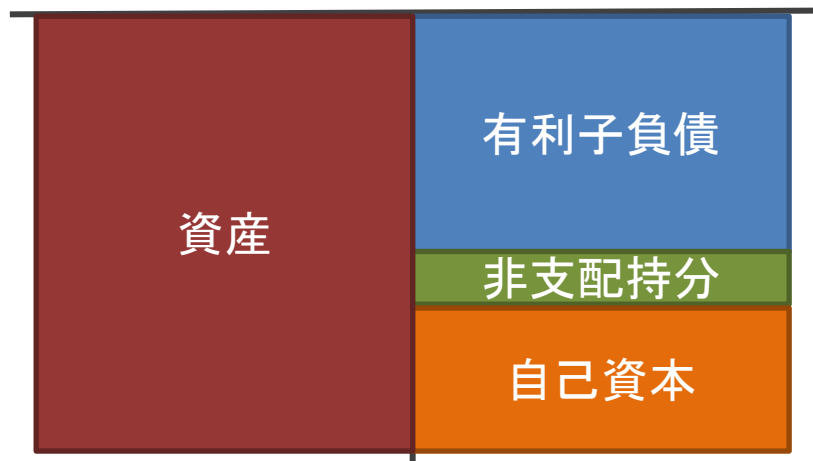 資産
有利子負債
非支配持分
自己資本